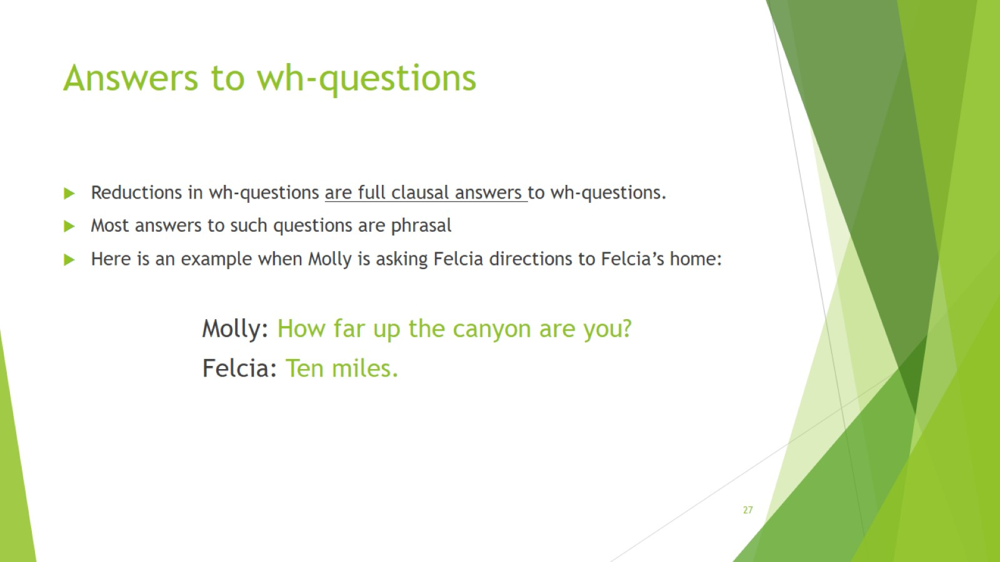 Answers to wh-questions
Reductions in wh-questions are full clausal answers to wh-questions.
Most answers to such questions are phrasal
Here is an example when Molly is asking Felcia directions to Felcia’s home:
Molly: How far up the canyon are you?
Felcia: Ten miles.
27